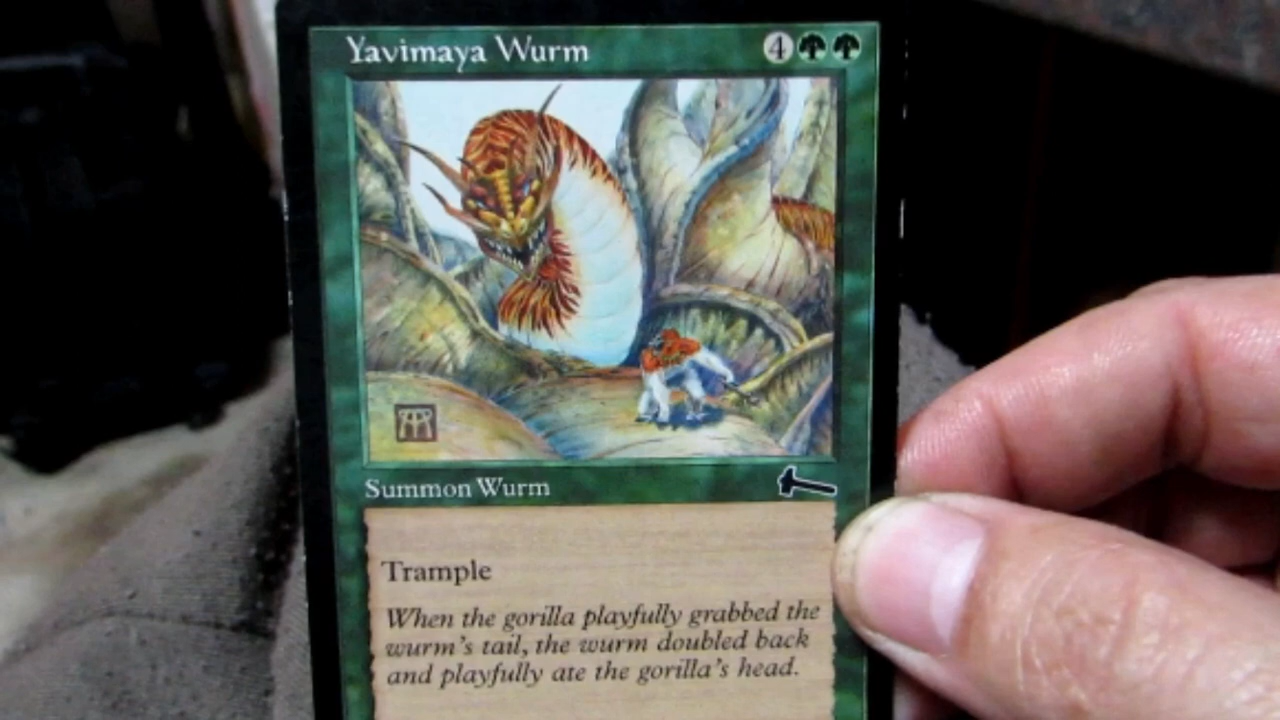 Yavimaya Wurm 4
Summon Wurm
Trample
When the gorilla playfully grabbed the
wurm's tail, the wurm doubled back
and playfully ate the gorilla's head.